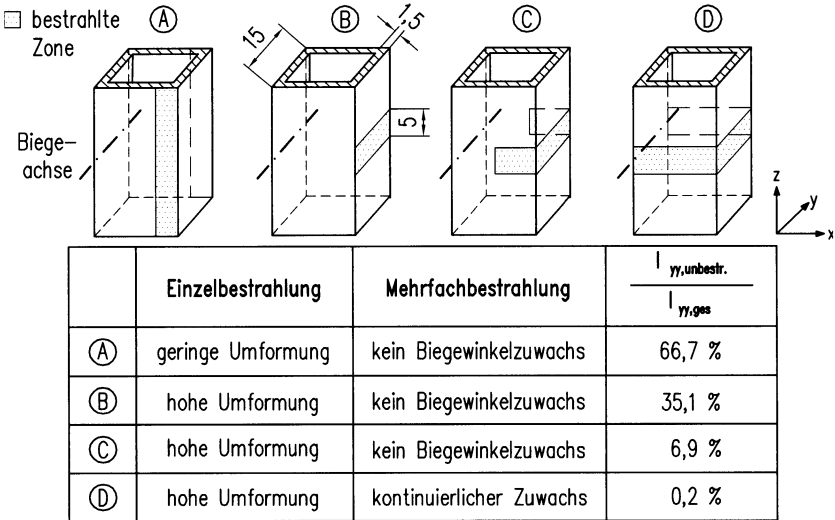 bestrahlte Zone
Ⓐ Ⓑ Ⓒ Ⓓ
15 1,5
5
Biege-
achse
z
y
x
Einzelbestrahlung Mehrfachbestrahlung I yy,unbestr. / I yy,ges
Ⓐ geringe Umformung kein Biegewinkelzuwachs 66,7 %
Ⓑ hohe Umformung kein Biegewinkelzuwachs 35,1 %
Ⓒ hohe Umformung kein Biegewinkelzuwachs 6,9 %
Ⓓ hohe Umformung kontinuierlicher Zuwachs 0,2 %